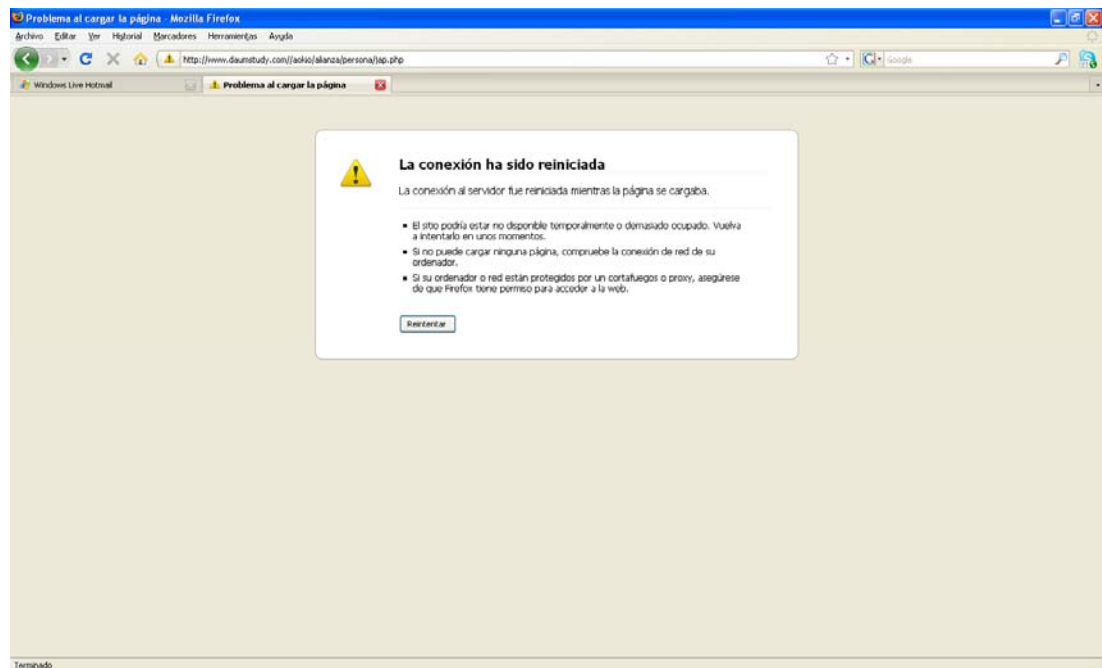 Problema al cargar la página - Mozilla Firefox
Archivo Editar Ver Historial Marcadores Herramientas Ayuda
http://www.daumstudy.com//aokio/alianza/persona/jap.php
Google
Windows Live Hotmail
Problema al cargar la página
La conexión ha sido reiniciada
La conexión al servidor fue reiniciada mientras la página se cargaba.
El sitio podría estar no disponible temporalmente o demasiado ocupado. Vuelva
a intentarlo en unos momentos.
Si no puede cargar ninguna página, compruebe la conexión de red de su
ordenador.
Si su ordenador o red están protegidos por un cortafuegos o proxy, asegúrese
de que Firefox tiene permiso para acceder a la web.
Reintentar
Terminado